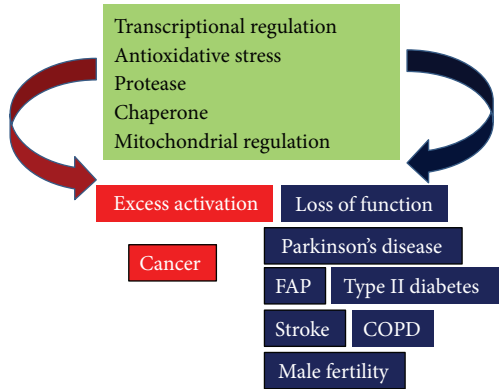 Transcriptional regulation
Antioxidative stress
Protease
Chaperone
Mitochondrial regulation
Excess activation
Loss of function
Cancer
Parkinson's disease
FAP
Type II diabetes
Stroke
COPD
Male fertility